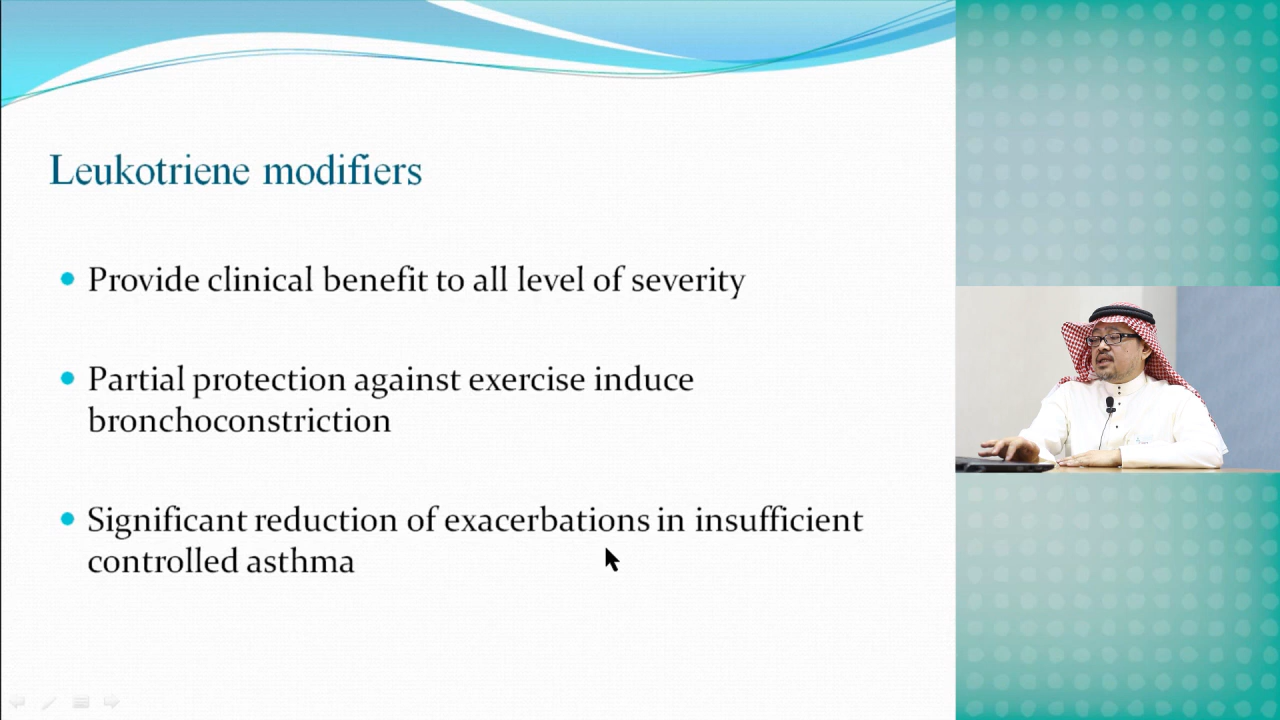 Leukotriene modifiers
Provide clinical benefit to all level of severity
Partial protection against exercise induce
bronchoconstriction
Significant reduction of exacerbations in insufficient
controlled asthma